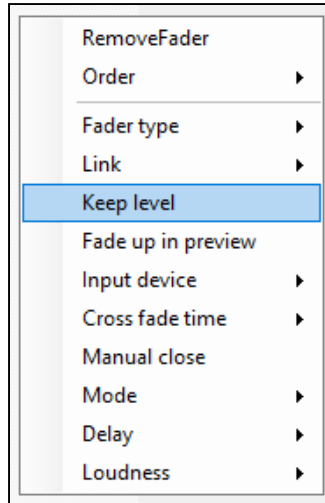 RemoveFader
Order
Fader type
Link
Keep level
Fade up in preview
Input device
Cross fade time
Manual close
Mode
Delay
Loudness